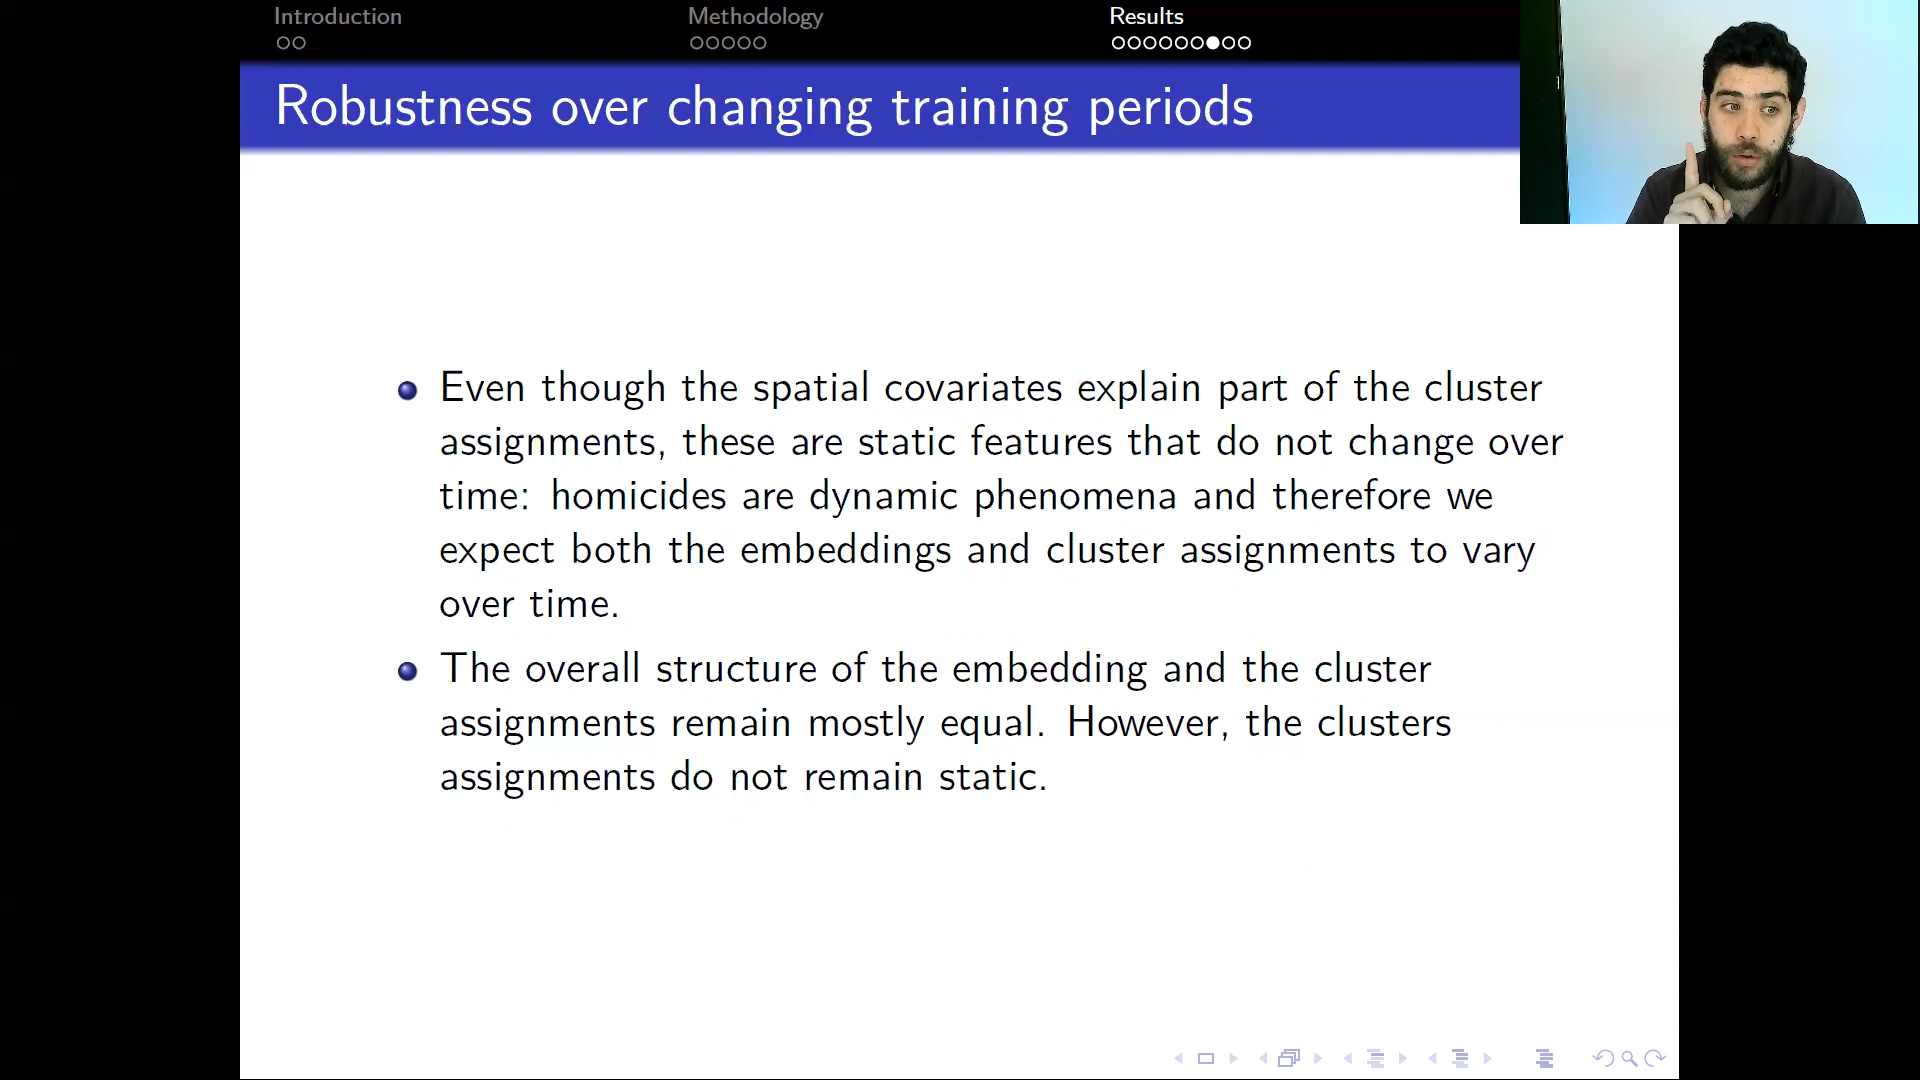 Introduction
Methodology
Results
Robustness over changing training periods
Even though the spatial covariates explain part of the cluster
assignments, these are static features that do not change over
time: homicides are dynamic phenomena and therefore we
expect both the embeddings and cluster assignments to vary
over time.
The overall structure of the embedding and the cluster
assignments remain mostly equal. However, the clusters
assignments do not remain static.